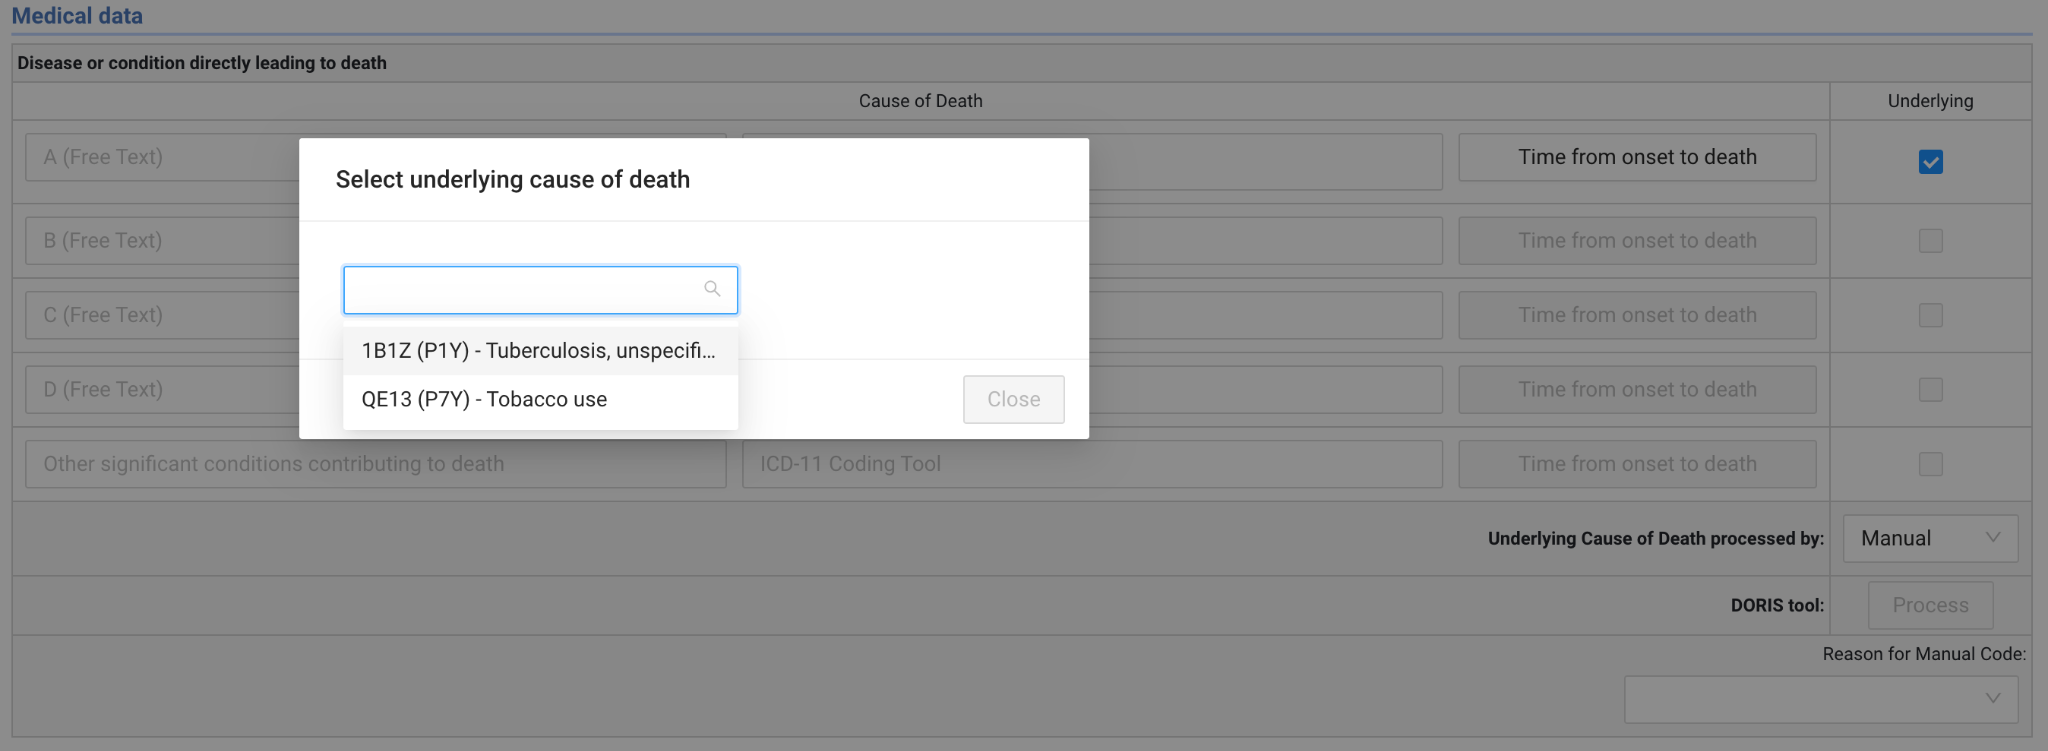 Medical data
Disease or condition directly leading to death
Cause of Death
Underlying
A (Free Text)
Time from onset to death
Select underlying cause of death
B (Free Text)
Time from onset to death
C (Free Text)
Time from onset to death
1B1Z (P1Y) - Tuberculosis, unspecifi...
QE13 (P7Y) - Tobacco use
D (Free Text)
Close
Time from onset to death
Other significant conditions contributing to death
ICD-11 Coding Tool
Time from onset to death
Underlying Cause of Death processed by:
Manual
DORIS tool:
Process
Reason for Manual Code: